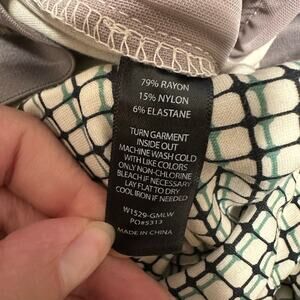 79% RAYON
15% NYLON
6% ELASTANE
TURN GARMENT
INSIDE OUT
MACHINE WASH COLD
WITH LIKE COLORS
ONLY NON-CHLORINE
BLEACH IF NECESSARY
LAY FLAT TO DRY
COOL IRON IF NEEDED
W1529-GMLW
PO#5313
MADE IN CHINA